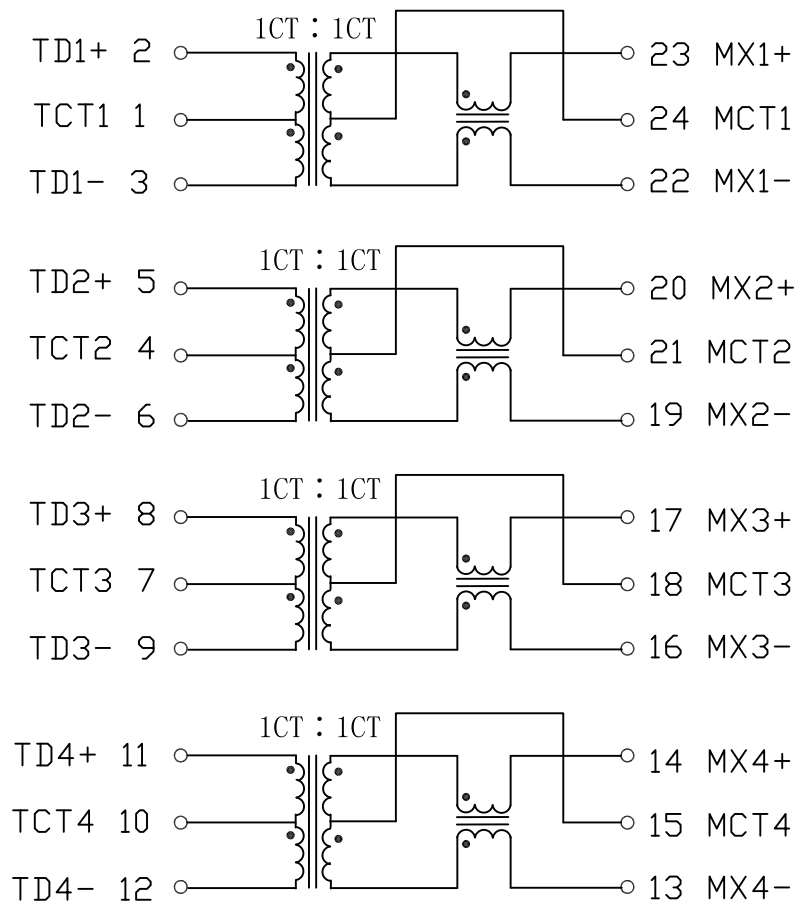 1CT : 1CT
TD1+ 2 23 MX1+
TCT1 1 24 MCT1
TD1- 3 22 MX1-
1CT : 1CT
TD2+ 5 20 MX2+
TCT2 4 21 MCT2
TD2- 6 19 MX2-
1CT : 1CT
TD3+ 8 17 MX3+
TCT3 7 18 MCT3
TD3- 9 16 MX3-
1CT : 1CT
TD4+ 11 14 MX4+
TCT4 10 15 MCT4
TD4- 12 13 MX4-